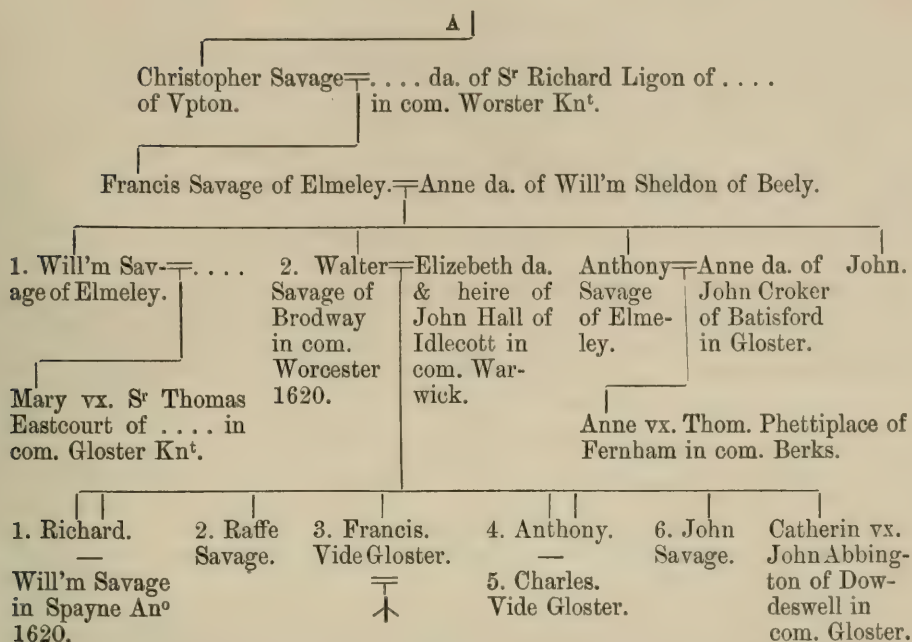 A
Christopher Savage=. . . . da. of Sʳ Richard Ligon of . . . .
of Vpton.
in com. Worster Knᵗ.
Francis Savage of Elmeley.=Anne da. of Will'm Sheldon of Beely.
1. Will'm Sav-=. . . .
age of Elmeley.
2. Walter=
Savage of
Brodway
in com.
Worcester
1620.
Elizebeth da.
& heire of
John Hall of
Idlecott in
com. War-
wick.
Anthony=
Savage
of Elme-
ley.
Anne da. of
John Croker
of Batisford
in Gloster.
John.
Mary vx. Sʳ Thomas
Eastcourt of . . . . in
com. Gloster Knᵗ.
Anne vx. Thom. Phettiplace of
Fernham in com. Berks.
1. Richard.
—
Will'm Savage
in Spayne Anº
1620.
2. Raffe
Savage.
3. Francis.
Vide Gloster.
4. Anthony.
—
5. Charles.
Vide Gloster.
6. John
Savage.
Catherin vx.
John Abbing-
ton of Dow-
deswell in
com. Gloster.